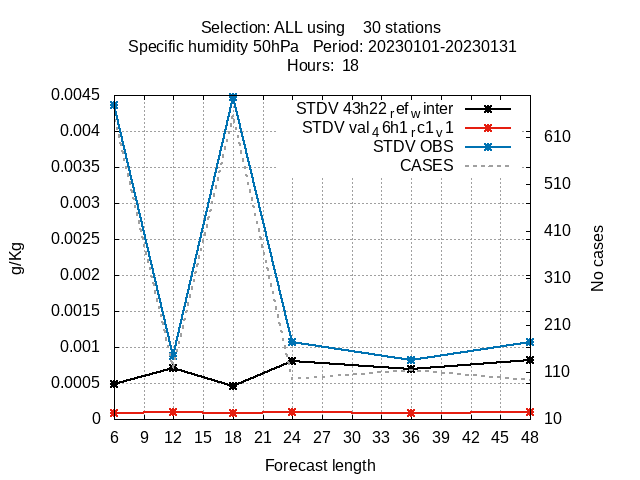 Selection: ALL using 30 stations
Specific humidity 50hPa Period: 20230101-20230131
Hours: 18
STDV 43h22refwinter
STDV val46h1rc1v1
STDV OBS
CASES
0.0045
0.004
0.0035
0.003
0.0025
0.002
0.0015
0.001
0.0005
0
610
510
410
310
210
110
10
g/Kg
No cases
6 9 12 15 18 21 24 27 30 33 36 39 42 45 48
Forecast length